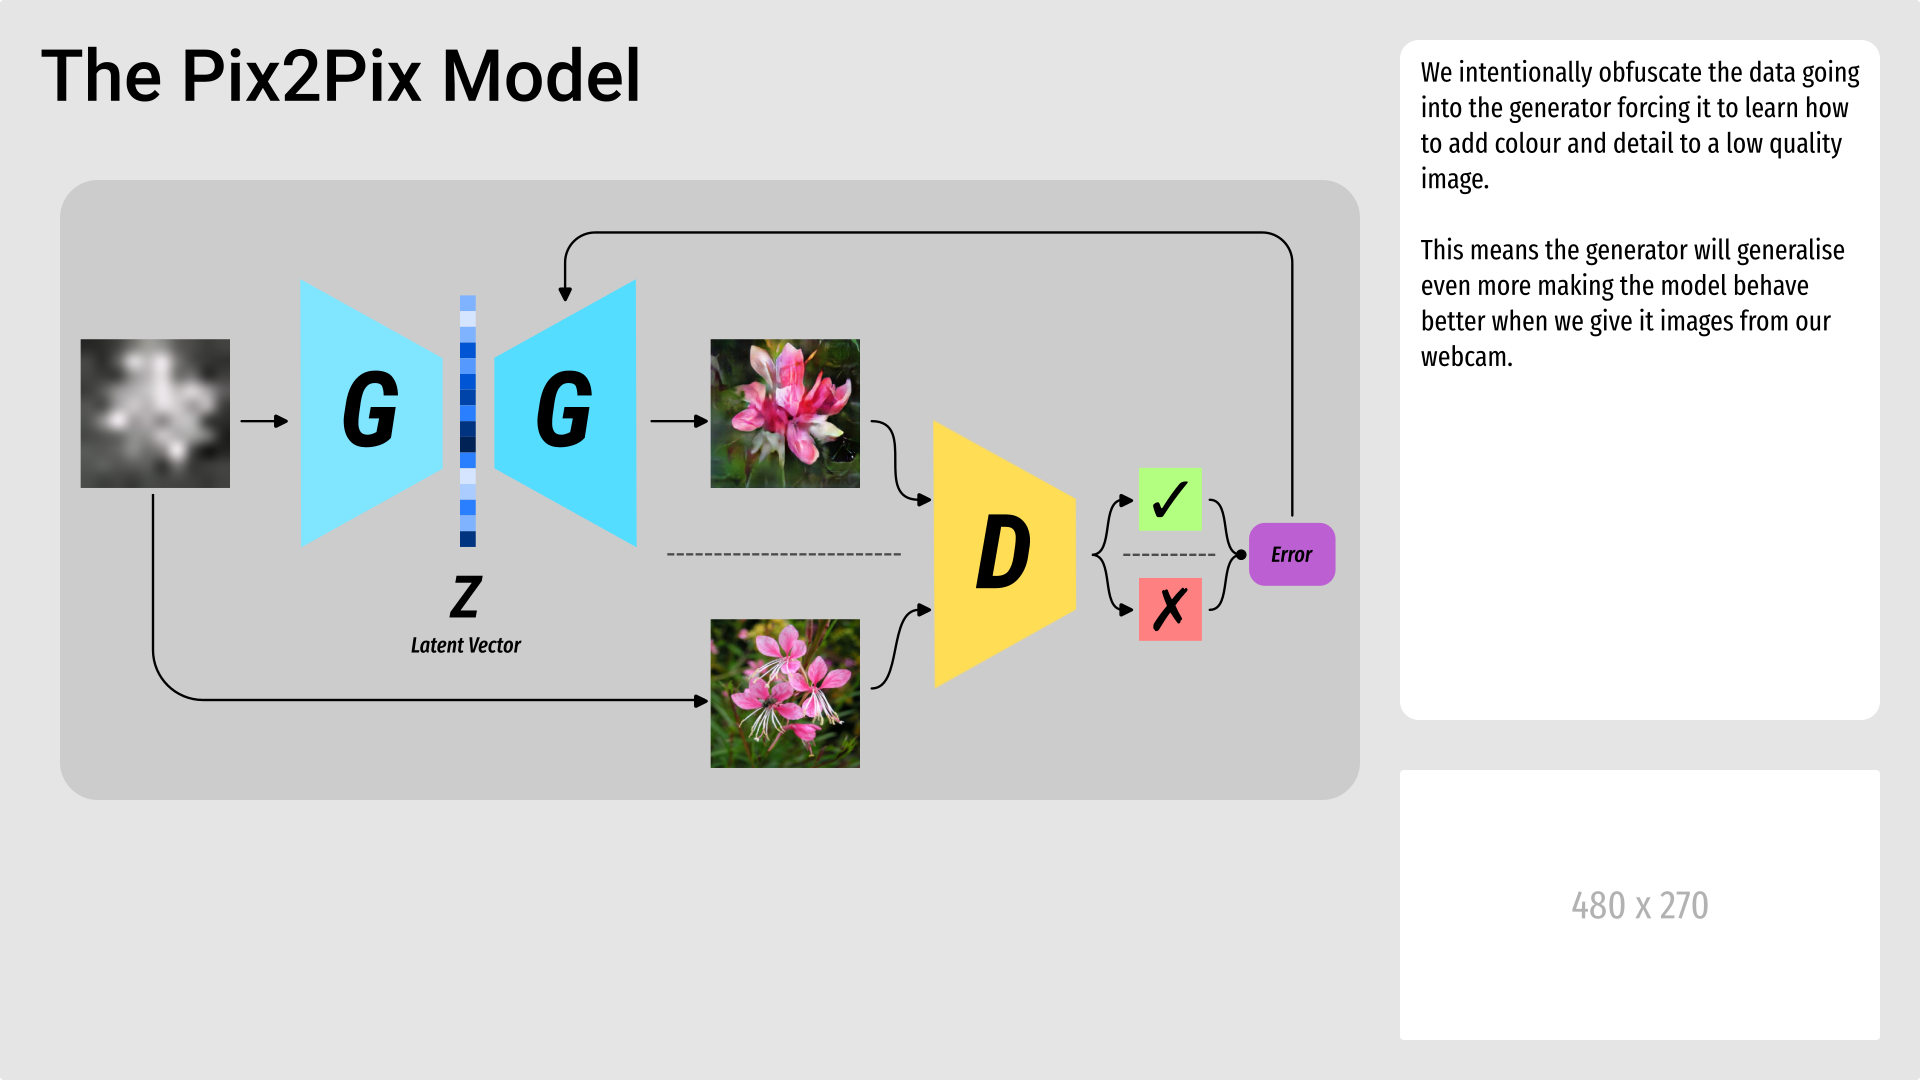 The Pix2Pix Model
We intentionally obfuscate the data going
into the generator forcing it to learn how
to add colour and detail to a low quality
image.
This means the generator will generalise
even more making the model behave
better when we give it images from our
webcam.
G
G
Z
Latent Vector
D
✓
✗
Error
480 x 270